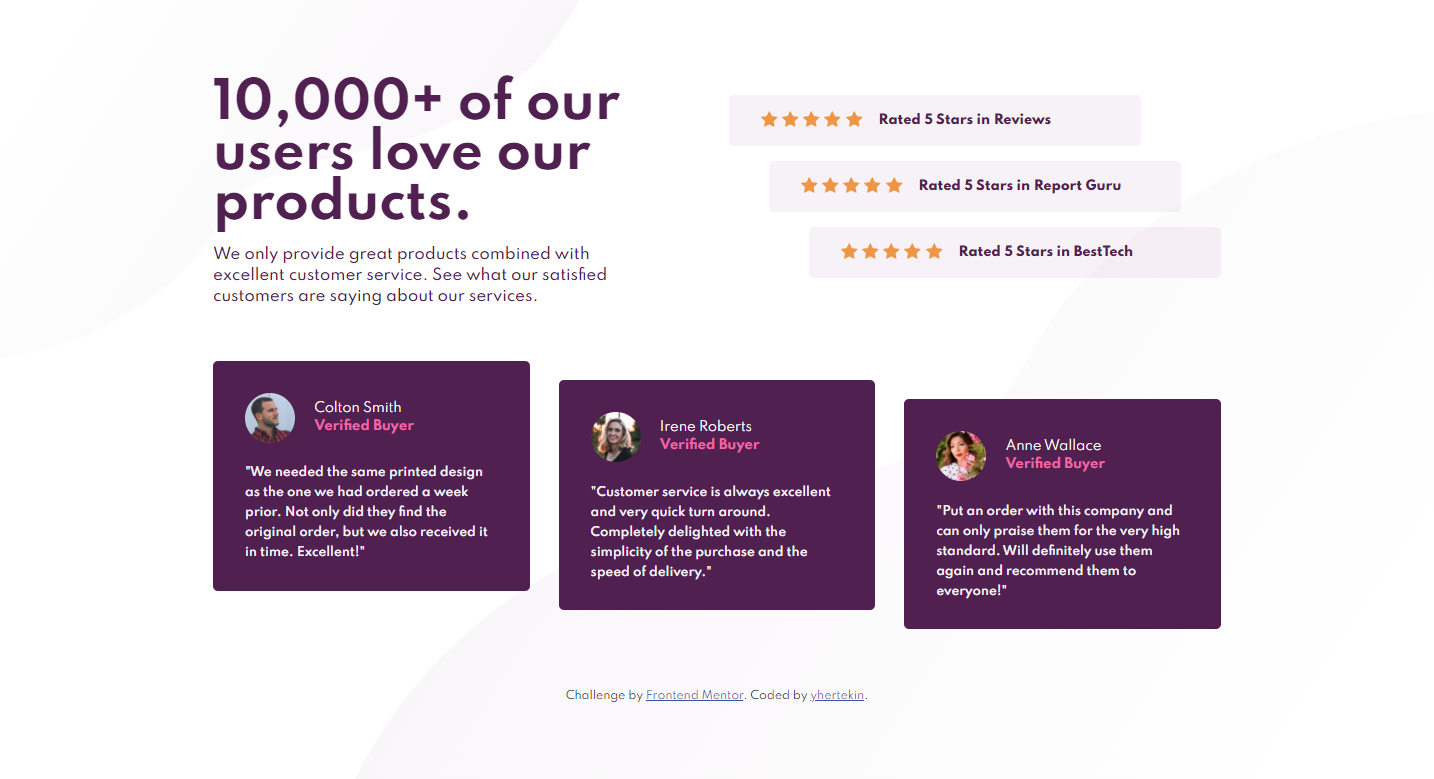 10,000+ of our
users love our
products.
We only provide great products combined with
excellent customer service. See what our satisfied
customers are saying about our services.
Rated 5 Stars in Reviews
Rated 5 Stars in Report Guru
Rated 5 Stars in BestTech
Colton Smith
Verified Buyer
"We needed the same printed design
as the one we had ordered a week
prior. Not only did they find the
original order, but we also received it
in time. Excellent!"
Irene Roberts
Verified Buyer
"Customer service is always excellent
and very quick turn around.
Completely delighted with the
simplicity of the purchase and the
speed of delivery."
Anne Wallace
Verified Buyer
"Put an order with this company and
can only praise them for the very high
standard. Will definitely use them
again and recommend them to
everyone!"
Challenge by Frontend Mentor. Coded by yhertekin.